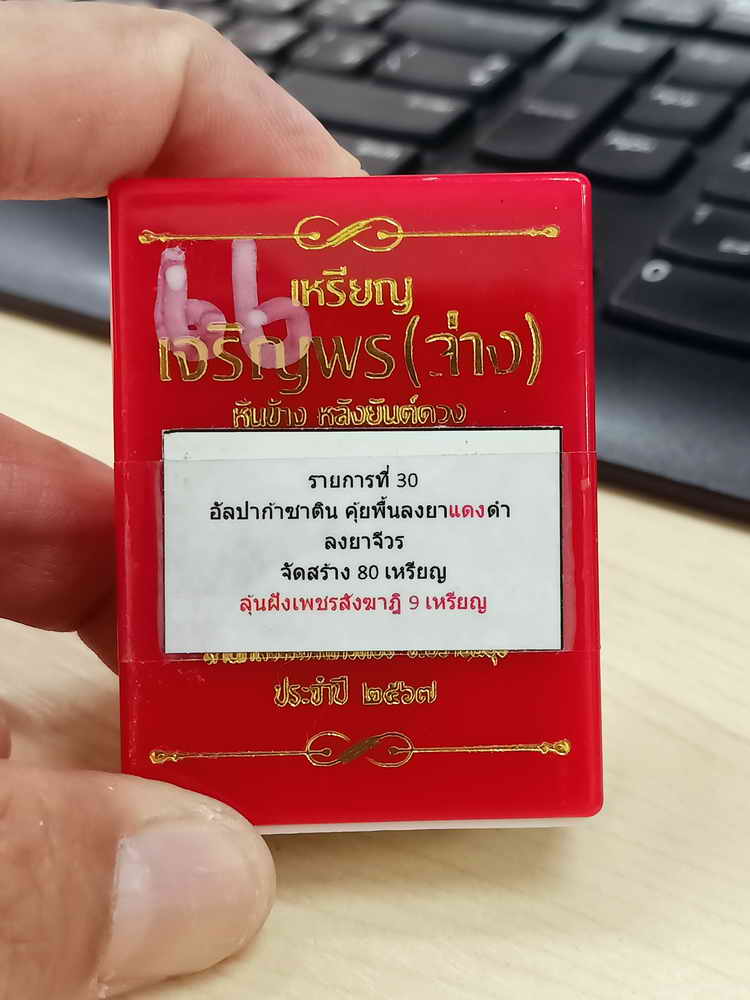 ๖๖
เหรียญ
เจริญพร(จ่าง)
หันข้าง หลังยันต์ดวง
รายการที่ 30
อัลปาก้าซาติน คุ้ยพื้นลงยาแดงดำ
ลงยาจีวร
จัดสร้าง 80 เหรียญ
ลุ้นฝังเพชรสังฆาฎิ 9 เหรียญ
ประจำปี ๒๕๖๗